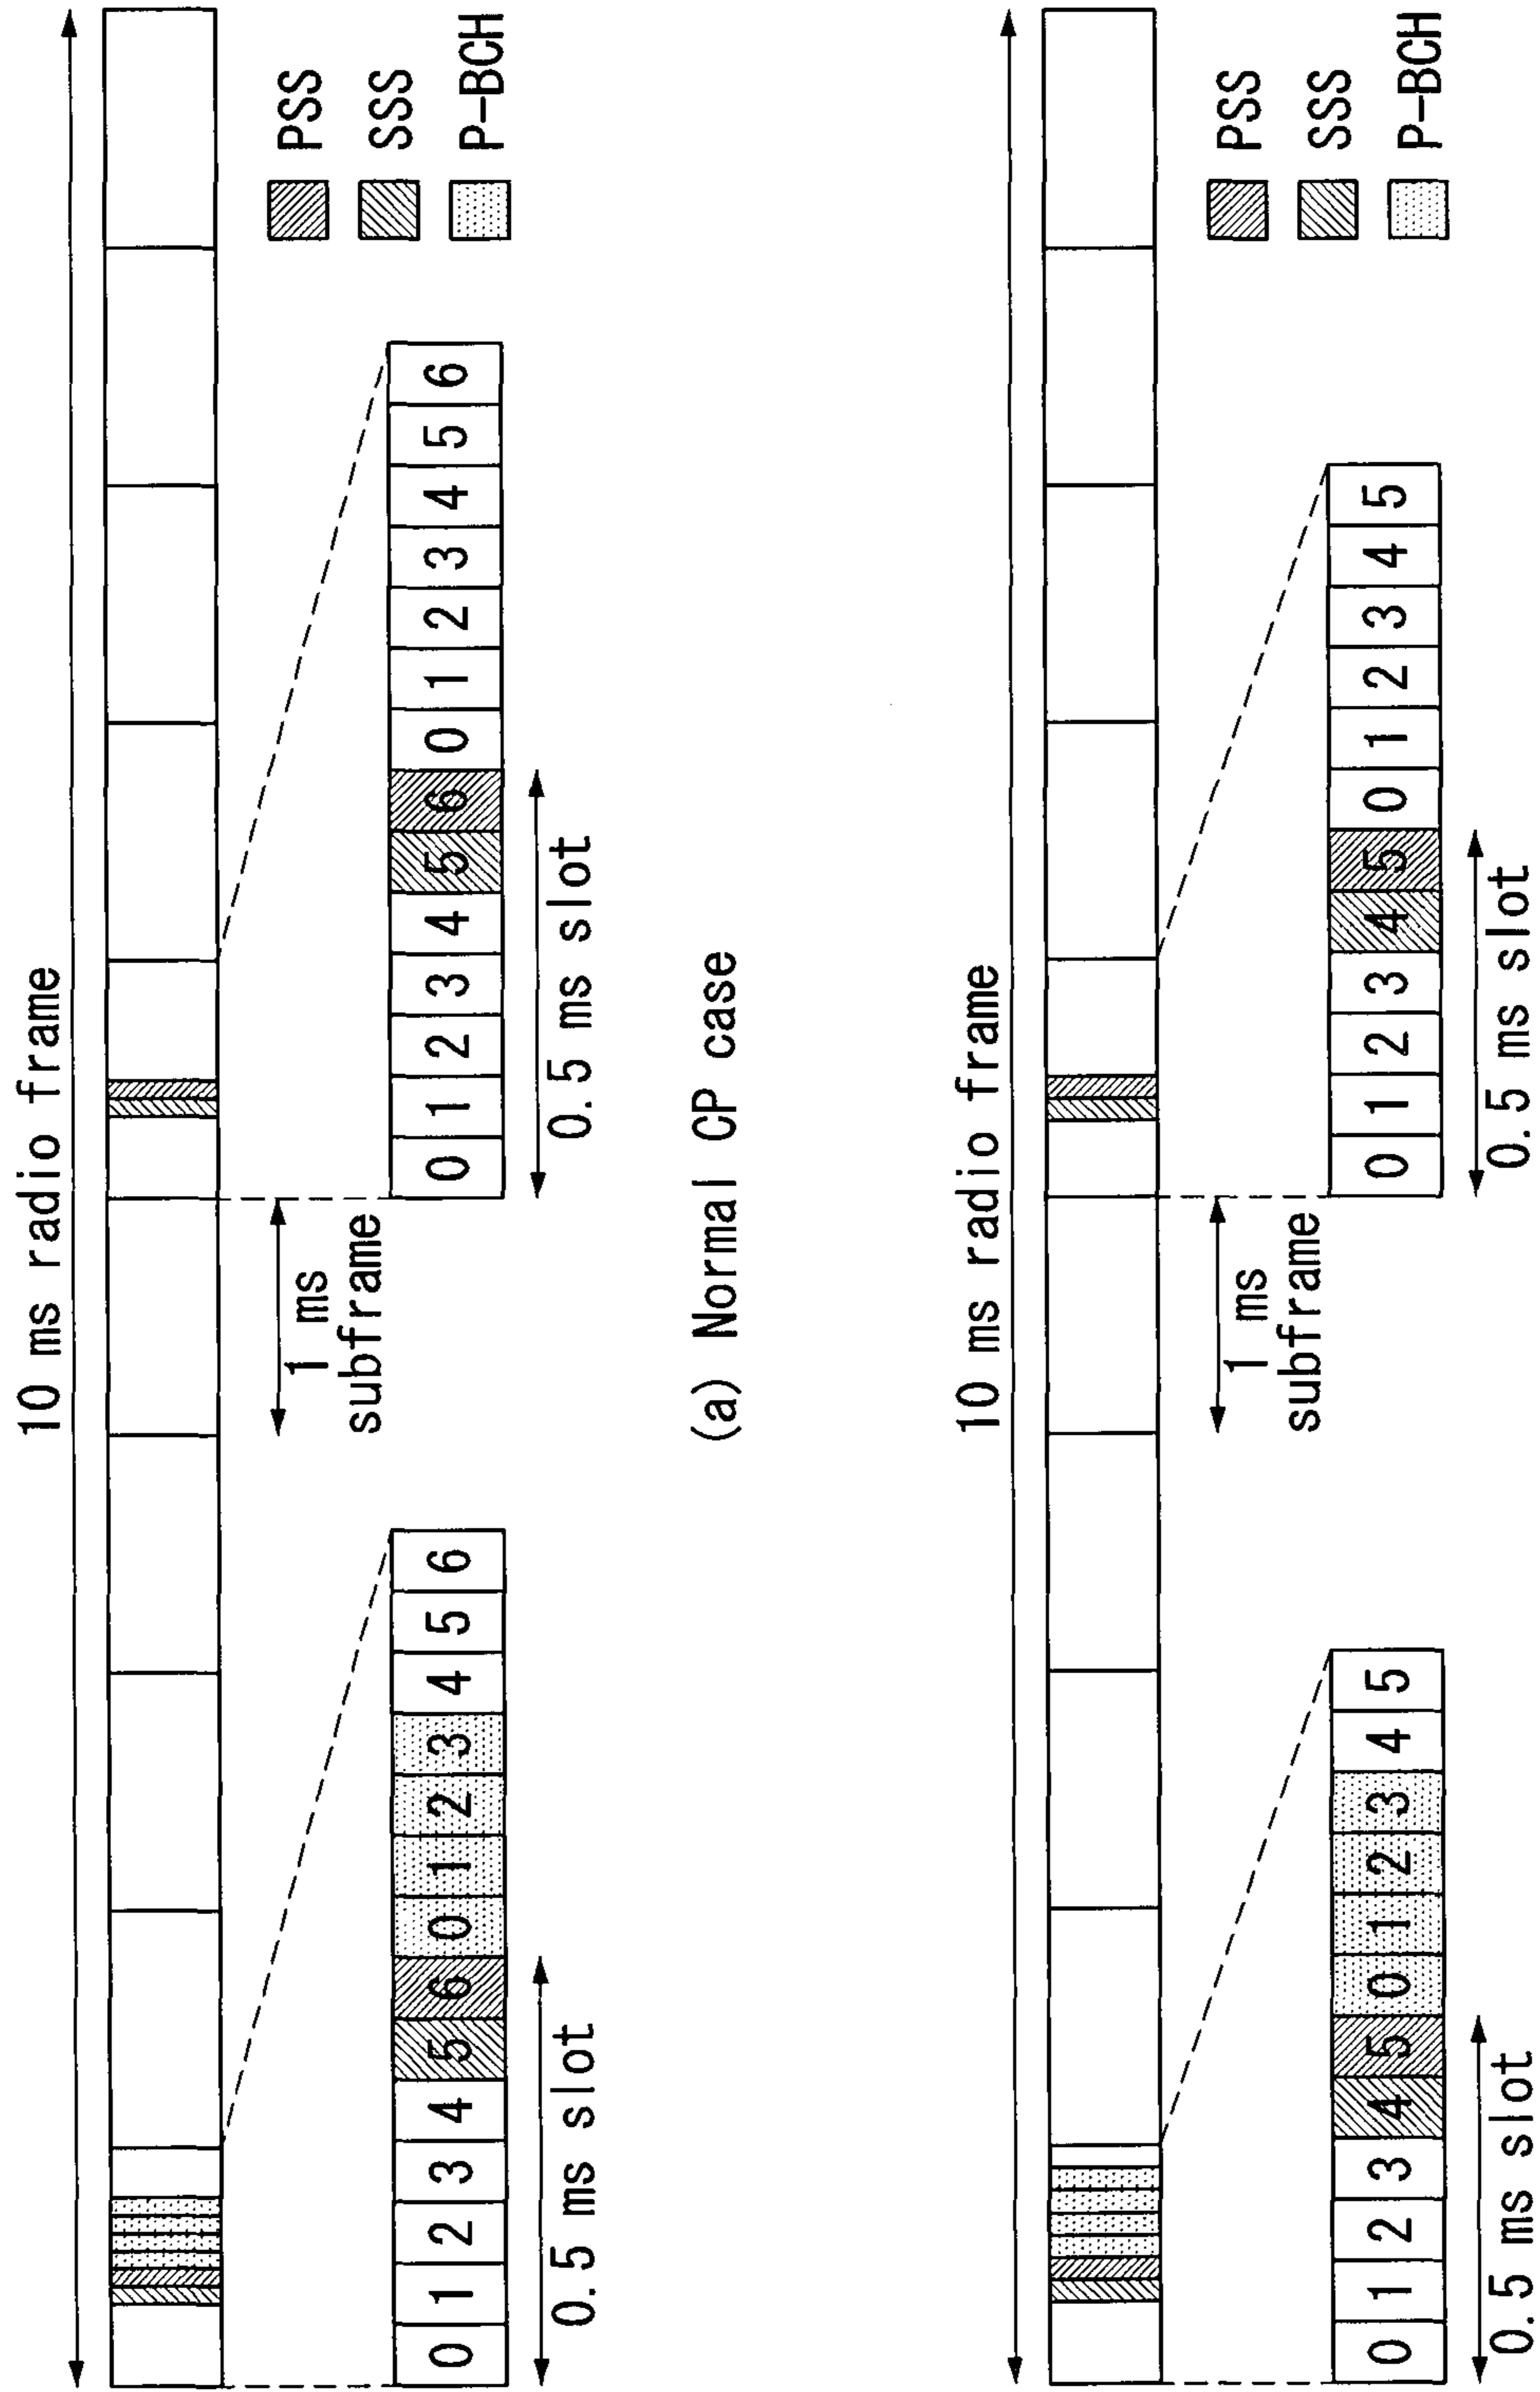 10 ms radio frame
1 ms
subframe
PSS
SSS
P-BCH
0 1 2 3 4 5 6 0 1 2 3 4 5 6
0 1 2 3 4 5 6 0 1 2 3 4 5 6
0.5 ms slot
0.5 ms slot
(a) Normal CP case
10 ms radio frame
1 ms
subframe
PSS
SSS
P-BCH
0 1 2 3 4 5 0 1 2 3 4 5
0 1 2 3 4 5 0 1 2 3 4 5
0.5 ms slot
0.5 ms slot